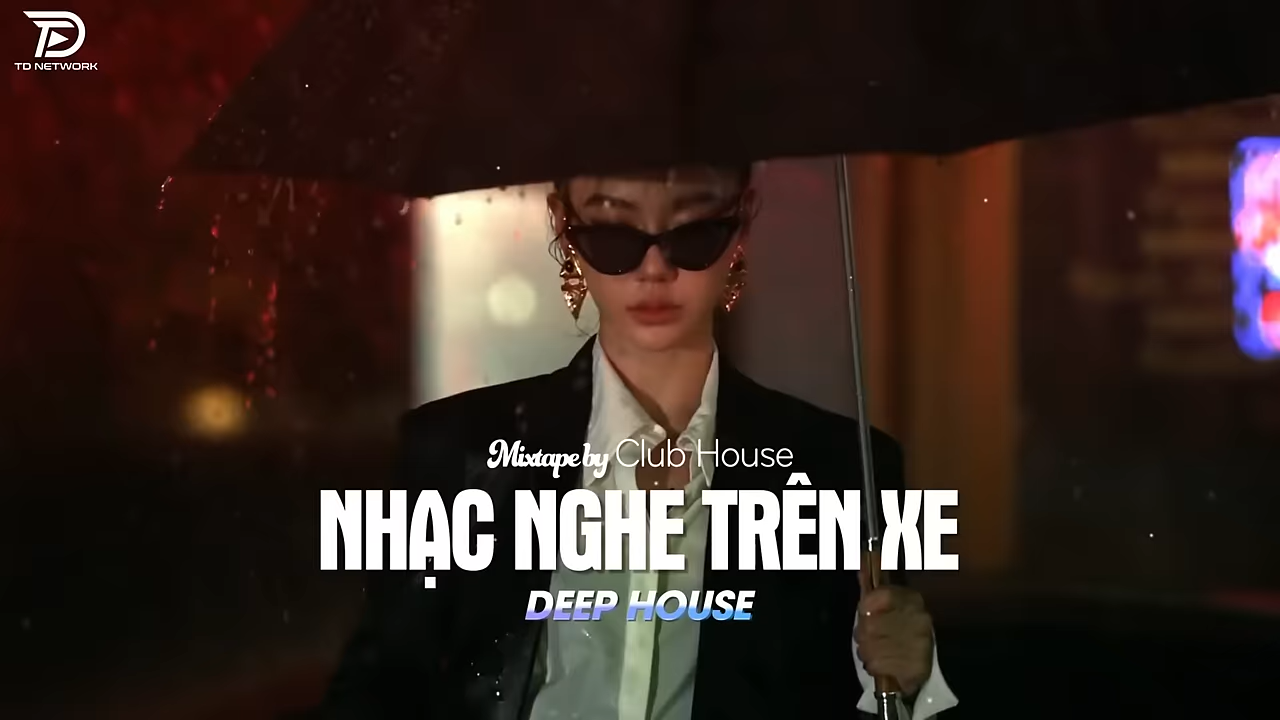 TD NETWORK
Mixtape by Club House
NHẠC NGHE TRÊN XE
DEEP HOUSE